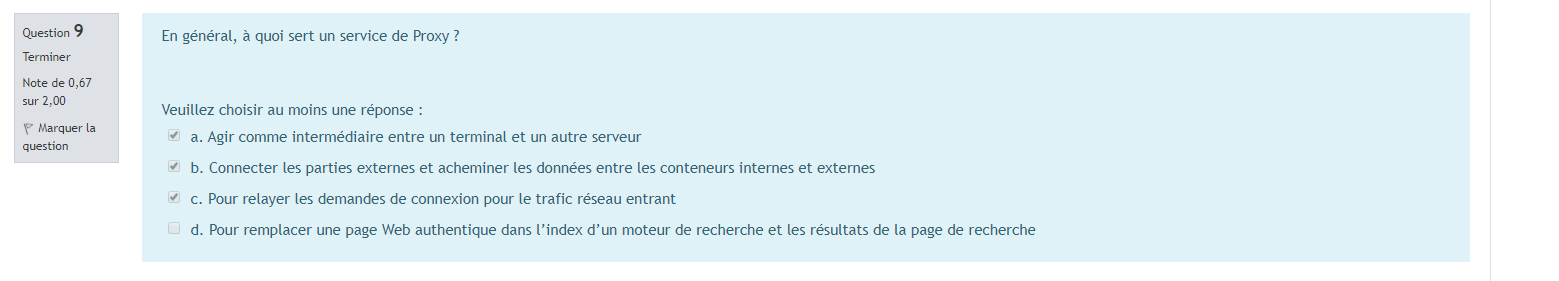 Question 9
Terminer
Note de 0,67
sur 2,00
Marquer la
question
En général, à quoi sert un service de Proxy ?
Veuillez choisir au moins une réponse :
a. Agir comme intermédiaire entre un terminal et un autre serveur
b. Connecter les parties externes et acheminer les données entre les conteneurs internes et externes
c. Pour relayer les demandes de connexion pour le trafic réseau entrant
d. Pour remplacer une page Web authentique dans l’index d’un moteur de recherche et les résultats de la page de recherche